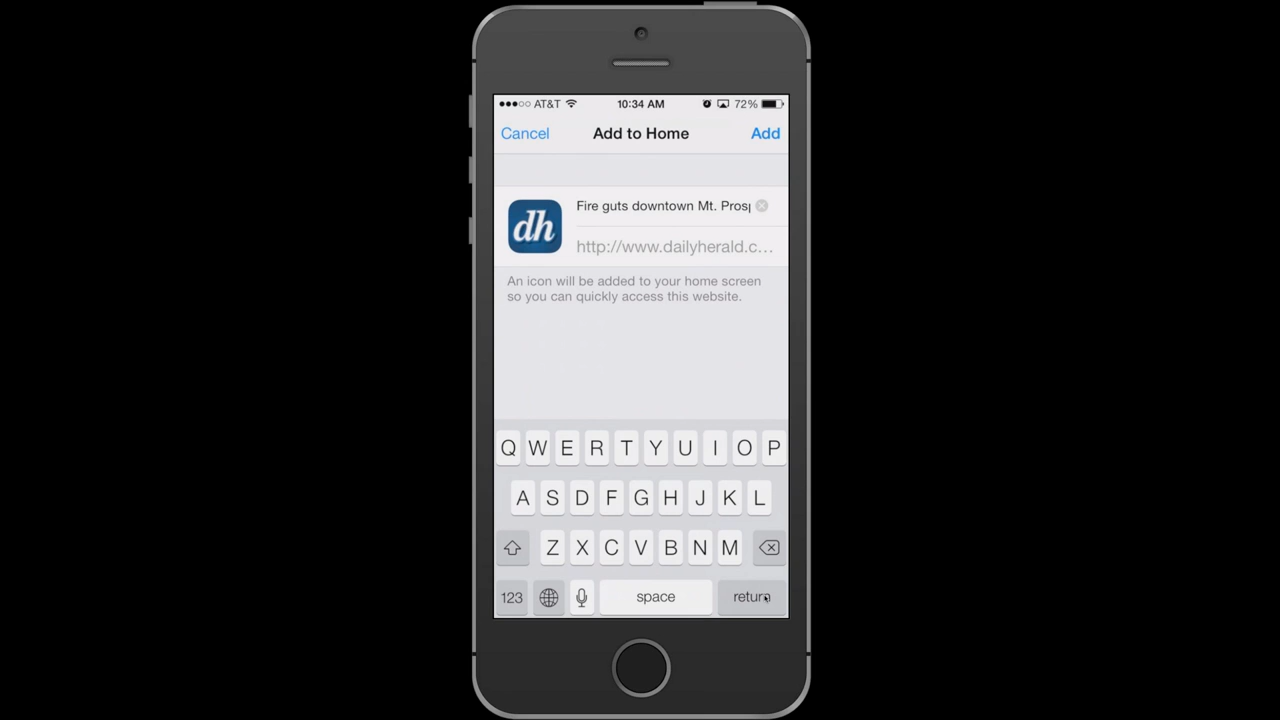 AT&T 10:34 AM 72%
Cancel Add to Home Add
dh Fire guts downtown Mt. Prosp
http://www.dailyherald.c...
An icon will be added to your home screen
so you can quickly access this website.
Q W E R T Y U I O P
A S D F G H J K L
Z X C V B N M
123 space return